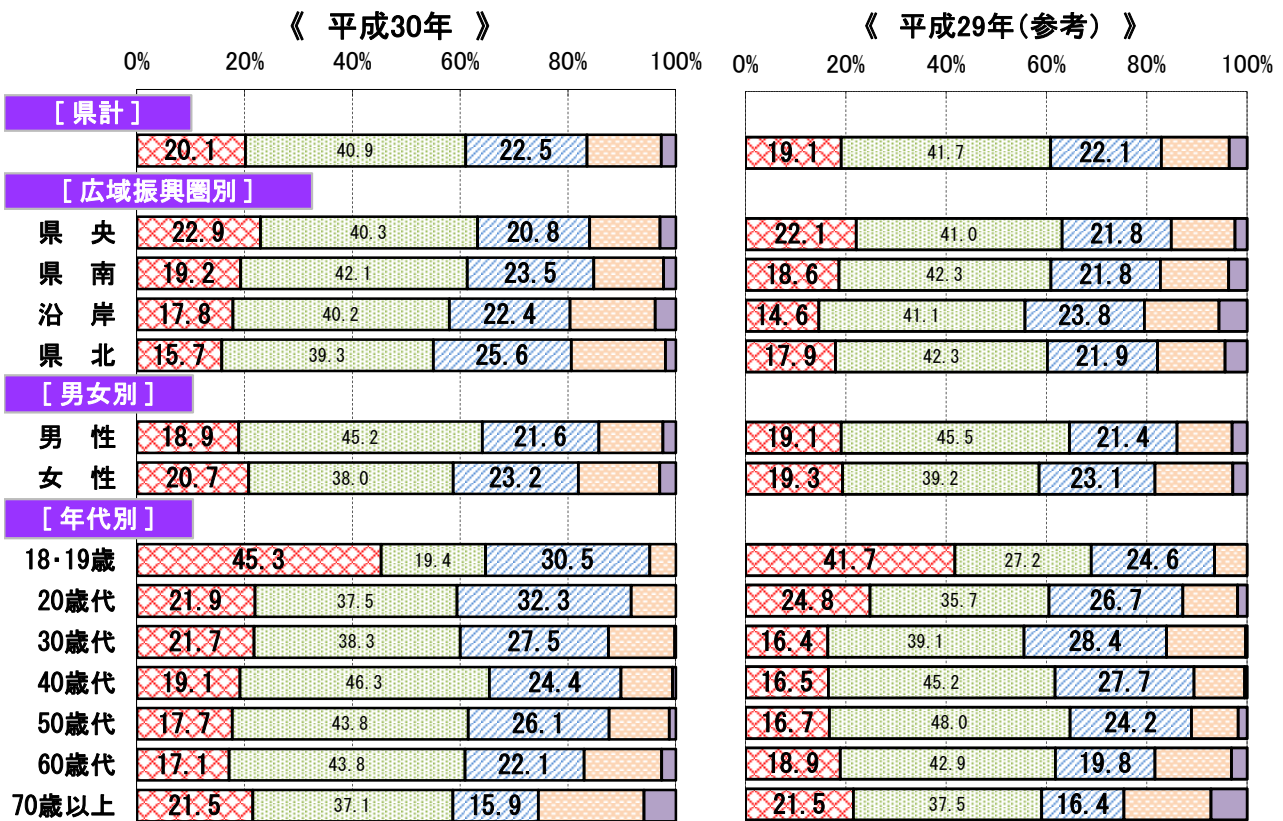 《 平成30年 》 《 平成29年(参考) 》
0% 20% 40% 60% 80% 100% 0% 20% 40% 60% 80% 100%
[ 県計 ]
20.1 40.9 22.5 19.1 41.7 22.1
[ 広域振興圏別 ]
県 央 22.9 40.3 20.8 22.1 41.0 21.8
県 南 19.2 42.1 23.5 18.6 42.3 21.8
沿 岸 17.8 40.2 22.4 14.6 41.1 23.8
県 北 15.7 39.3 25.6 17.9 42.3 21.9
[ 男女別 ]
男 性 18.9 45.2 21.6 19.1 45.5 21.4
女 性 20.7 38.0 23.2 19.3 39.2 23.1
[ 年代別 ]
18・19歳 45.3 19.4 30.5 41.7 27.2 24.6
20歳代 21.9 37.5 32.3 24.8 35.7 26.7
30歳代 21.7 38.3 27.5 16.4 39.1 28.4
40歳代 19.1 46.3 24.4 16.5 45.2 27.7
50歳代 17.7 43.8 26.1 16.7 48.0 24.2
60歳代 17.1 43.8 22.1 18.9 42.9 19.8
70歳以上 21.5 37.1 15.9 21.5 37.5 16.4